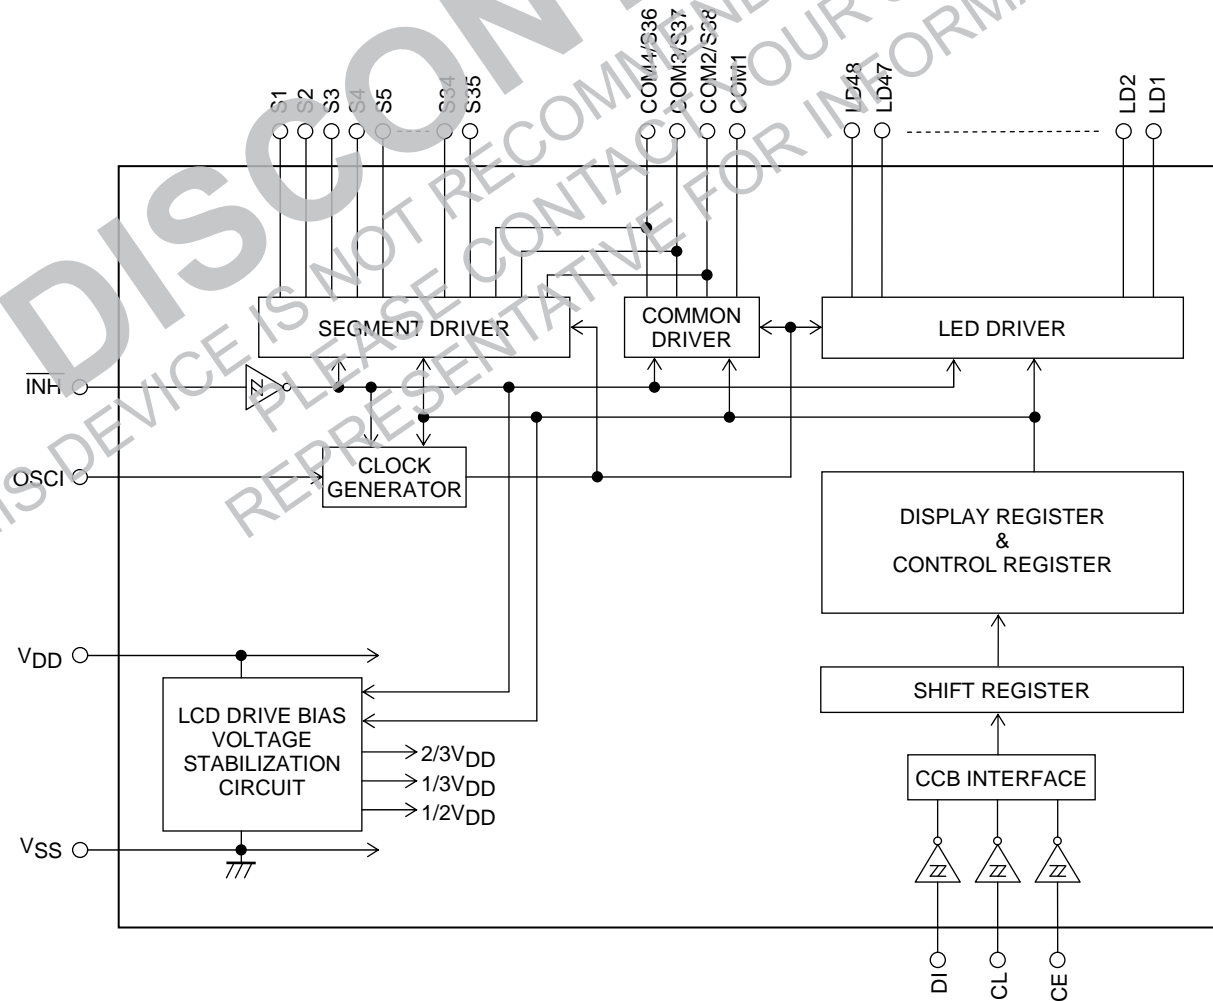 DISCON
THIS DEVICE IS NOT RECOMMEND
PLEASE CONTACT YOUR
REPRESENTATIVE FOR INFORMA
S1
S2
S3
S4
S5
S34
S35
COM4/S36
COM3/S37
COM2/S38
COM1
LD48
LD47
LD2
LD1
SEGMENT DRIVER
COMMON
DRIVER
LED DRIVER
INH
OSCI
CLOCK
GENERATOR
DISPLAY REGISTER
&
CONTROL REGISTER
VDD
SHIFT REGISTER
LCD DRIVE BIAS
VOLTAGE
STABILIZATION
CIRCUIT
2/3VDD
1/3VDD
1/2VDD
CCB INTERFACE
VSS
DI
CL
CE